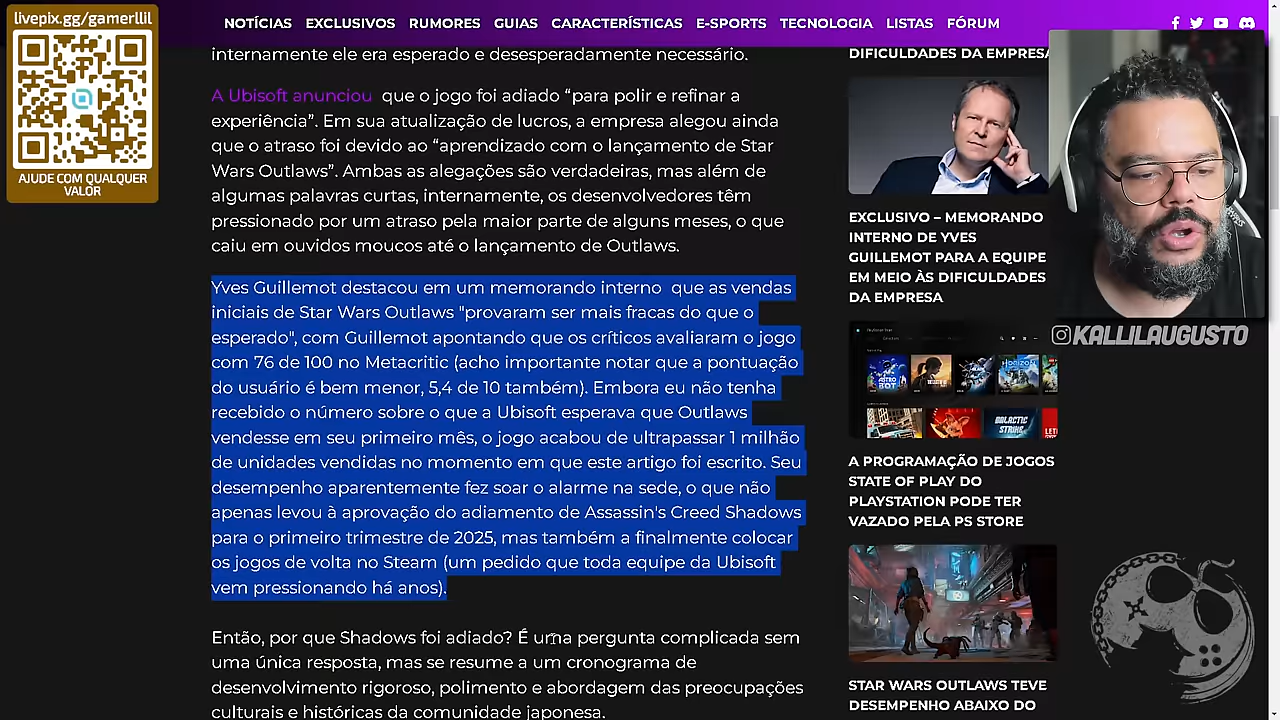 livepix.gg/gamerllll
AJUDE COM QUALQUER
VALOR
NOTÍCIAS EXCLUSIVOS RUMORES GUIAS CARACTERÍSTICAS E-SPORTS TECNOLOGIA LISTAS FÓRUM
internamente ele era esperado e desesperadamente necessário.
A Ubisoft anunciou que o jogo foi adiado “para polir e refinar a
experiência”. Em sua atualização de lucros, a empresa alegou ainda
que o atraso foi devido ao “aprendizado com o lançamento de Star
Wars Outlaws”. Ambas as alegações são verdadeiras, mas além de
algumas palavras curtas, internamente, os desenvolvedores têm
pressionado por um atraso pela maior parte de alguns meses, o que
caiu em ouvidos moucos até o lançamento de Outlaws.
Yves Guillemot destacou em um memorando interno que as vendas
iniciais de Star Wars Outlaws "provaram ser mais fracas do que o
esperado", com Guillemot apontando que os críticos avaliaram o jogo
com 76 de 100 no Metacritic (acho importante notar que a pontuação
do usuário é bem menor, 5,4 de 10 também). Embora eu não tenha
recebido o número sobre o que a Ubisoft esperava que Outlaws
vendesse em seu primeiro mês, o jogo acabou de ultrapassar 1 milhão
de unidades vendidas no momento em que este artigo foi escrito. Seu
desempenho aparentemente fez soar o alarme na sede, o que não
apenas levou à aprovação do adiamento de Assassin's Creed Shadows
para o primeiro trimestre de 2025, mas também a finalmente colocar
os jogos de volta no Steam (um pedido que toda equipe da Ubisoft
vem pressionando há anos).
Então, por que Shadows foi adiado? É uma pergunta complicada sem
uma única resposta, mas se resume a um cronograma de
desenvolvimento rigoroso, polimento e abordagem das preocupações
culturais e históricas da comunidade japonesa.
DIFICULDADES DA EMPRESA
EXCLUSIVO – MEMORANDO
INTERNO DE YVES
GUILLEMOT PARA A EQUIPE
EM MEIO ÀS DIFICULDADES
DA EMPRESA
KALLILAUGUSTO
ASTRO BOT
HORIZON
GALACTIC
STRIKE
A PROGRAMAÇÃO DE JOGOS
STATE OF PLAY DO
PLAYSTATION PODE TER
VAZADO PELA PS STORE
STAR WARS OUTLAWS TEVE
DESEMPENHO ABAIXO DO